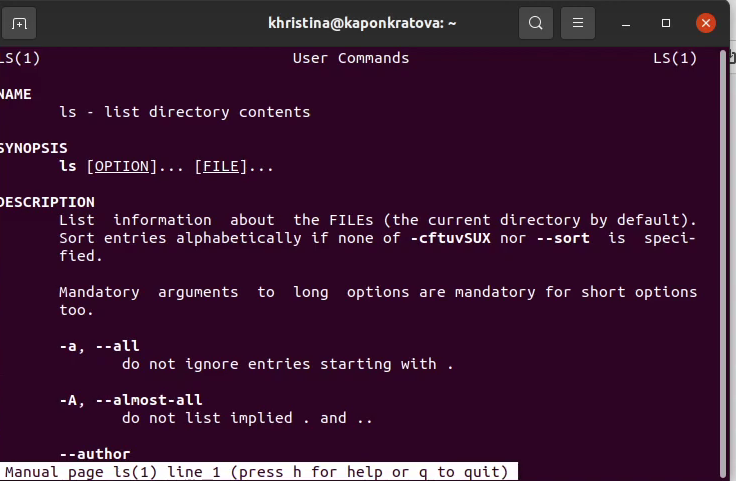 khristina@kaponkratova: ~
LS(1) User Commands LS(1)
NAME
ls - list directory contents
SYNOPSIS
ls [OPTION]... [FILE]...
DESCRIPTION
List information about the FILEs (the current directory by default).
Sort entries alphabetically if none of -cftuvSUX nor --sort is speci-
fied.
Mandatory arguments to long options are mandatory for short options
too.
-a, --all
do not ignore entries starting with .
-A, --almost-all
do not list implied . and ..
--author
Manual page ls(1) line 1 (press h for help or q to quit)